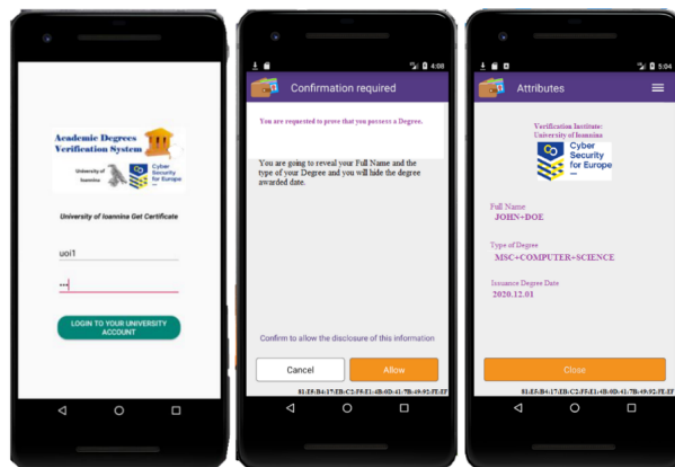 Academic Degrees
Verification System
University of
Ioannina
Cyber
Security
for Europe
University of Ioannina Get Certificate
uoi1
•••
LOGIN TO YOUR UNIVERSITY
ACCOUNT
4:08
Confirmation required
You are requested to prove that you possess a Degree.
You are going to reveal your Full Name and the
type of your Degree and you will hide the degree
awarded date.
Confirm to allow the disclosure of this information
Cancel
Allow
5:04
Attributes
Verification Institute:
University of Ioannina
Cyber
Security
for Europe
Full Name
JOHN+DOE
Type of Degree
MSC+COMPUTER+SCIENCE
Issuance Degree Date
2020.12.01
Close